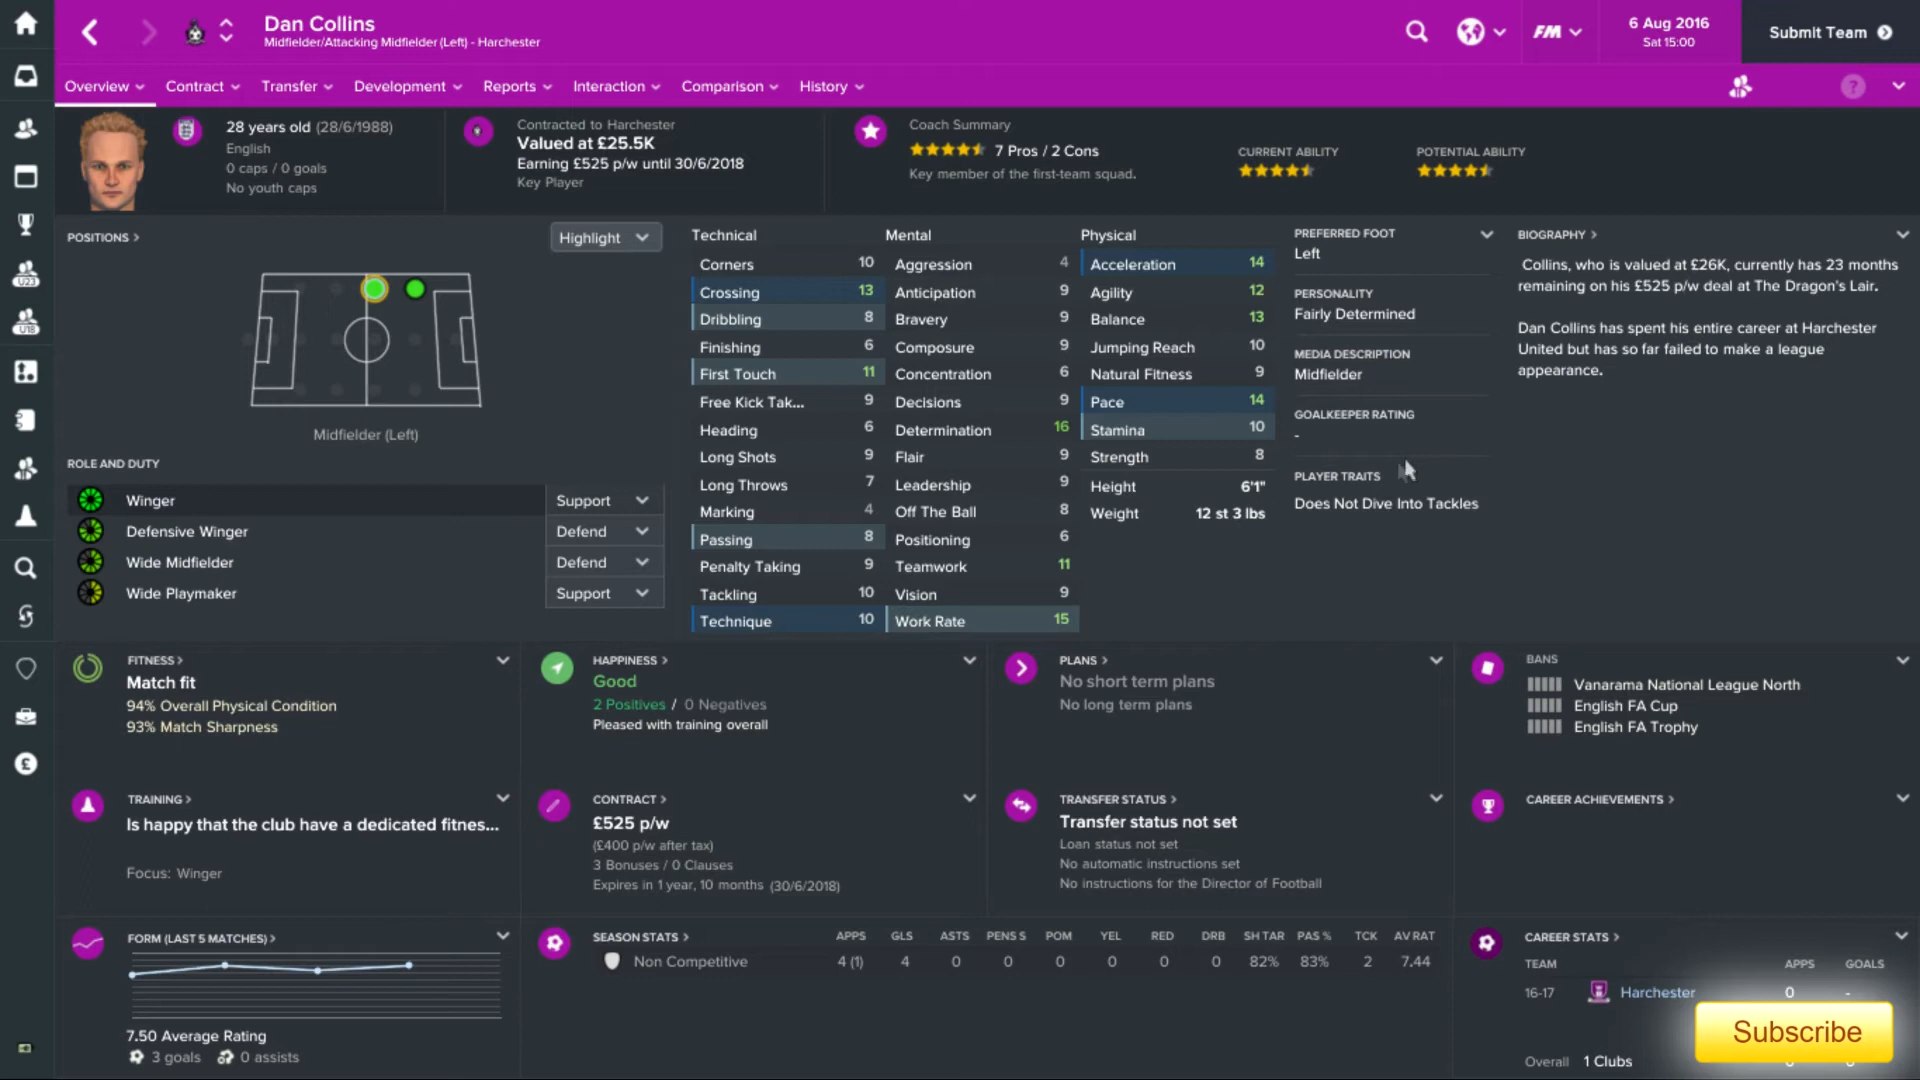 Dan Collins
Midfielder/Attacking Midfielder (Left) - Harchester
FM
6 Aug 2016
Sat 15:00
Submit Team
Overview
Contract
Transfer
Development
Reports
Interaction
Comparison
History
?
28 years old (28/6/1988)
English
0 caps / 0 goals
No youth caps
Contracted to Harchester
Valued at £25.5K
Earning £525 p/w until 30/6/2018
Key Player
Coach Summary
7 Pros / 2 Cons
Key member of the first-team squad.
CURRENT ABILITY
POTENTIAL ABILITY
U23
U18
POSITIONS >
Highlight
Midfielder (Left)
ROLE AND DUTY
Winger Support
Defensive Winger Defend
Wide Midfielder Defend
Wide Playmaker Support
Technical
Corners 10
Crossing 13
Dribbling 8
Finishing 6
First Touch 11
Free Kick Tak... 9
Heading 6
Long Shots 9
Long Throws 7
Marking 4
Passing 8
Penalty Taking 9
Tackling 10
Technique 10
Mental
Aggression 4
Anticipation 9
Bravery 9
Composure 9
Concentration 6
Decisions 9
Determination 16
Flair 9
Leadership 9
Off The Ball 8
Positioning 6
Teamwork 11
Vision 9
Work Rate 15
Physical
Acceleration 14
Agility 12
Balance 13
Jumping Reach 10
Natural Fitness 9
Pace 14
Stamina 10
Strength 8
Height 6'1"
Weight 12 st 3 lbs
PREFERRED FOOT
Left
PERSONALITY
Fairly Determined
MEDIA DESCRIPTION
Midfielder
GOALKEEPER RATING
-
PLAYER TRAITS
Does Not Dive Into Tackles
BIOGRAPHY >
Collins, who is valued at £26K, currently has 23 months
remaining on his £525 p/w deal at The Dragon's Lair.
Dan Collins has spent his entire career at Harchester
United but has so far failed to make a league
appearance.
FITNESS >
Match fit
94% Overall Physical Condition
93% Match Sharpness
HAPPINESS >
Good
2 Positives / 0 Negatives
Pleased with training overall
PLANS >
No short term plans
No long term plans
BANS
Vanarama National League North
English FA Cup
English FA Trophy
TRAINING >
Is happy that the club have a dedicated fitnes...
Focus: Winger
CONTRACT >
£525 p/w
(£400 p/w after tax)
3 Bonuses / 0 Clauses
Expires in 1 year, 10 months (30/6/2018)
TRANSFER STATUS >
Transfer status not set
Loan status not set
No automatic instructions set
No instructions for the Director of Football
CAREER ACHIEVEMENTS >
FORM (LAST 5 MATCHES) >
7.50 Average Rating
3 goals 0 assists
SEASON STATS > APPS GLS ASTS PENS S POM YEL RED DRB SH TAR PAS % TCK AV RAT
Non Competitive 4 (1) 4 0 0 0 0 0 0 82% 83% 2 7.44
CAREER STATS >
TEAM APPS GOALS
16-17 Harchester 0 -
Subscribe
Overall 1 Clubs